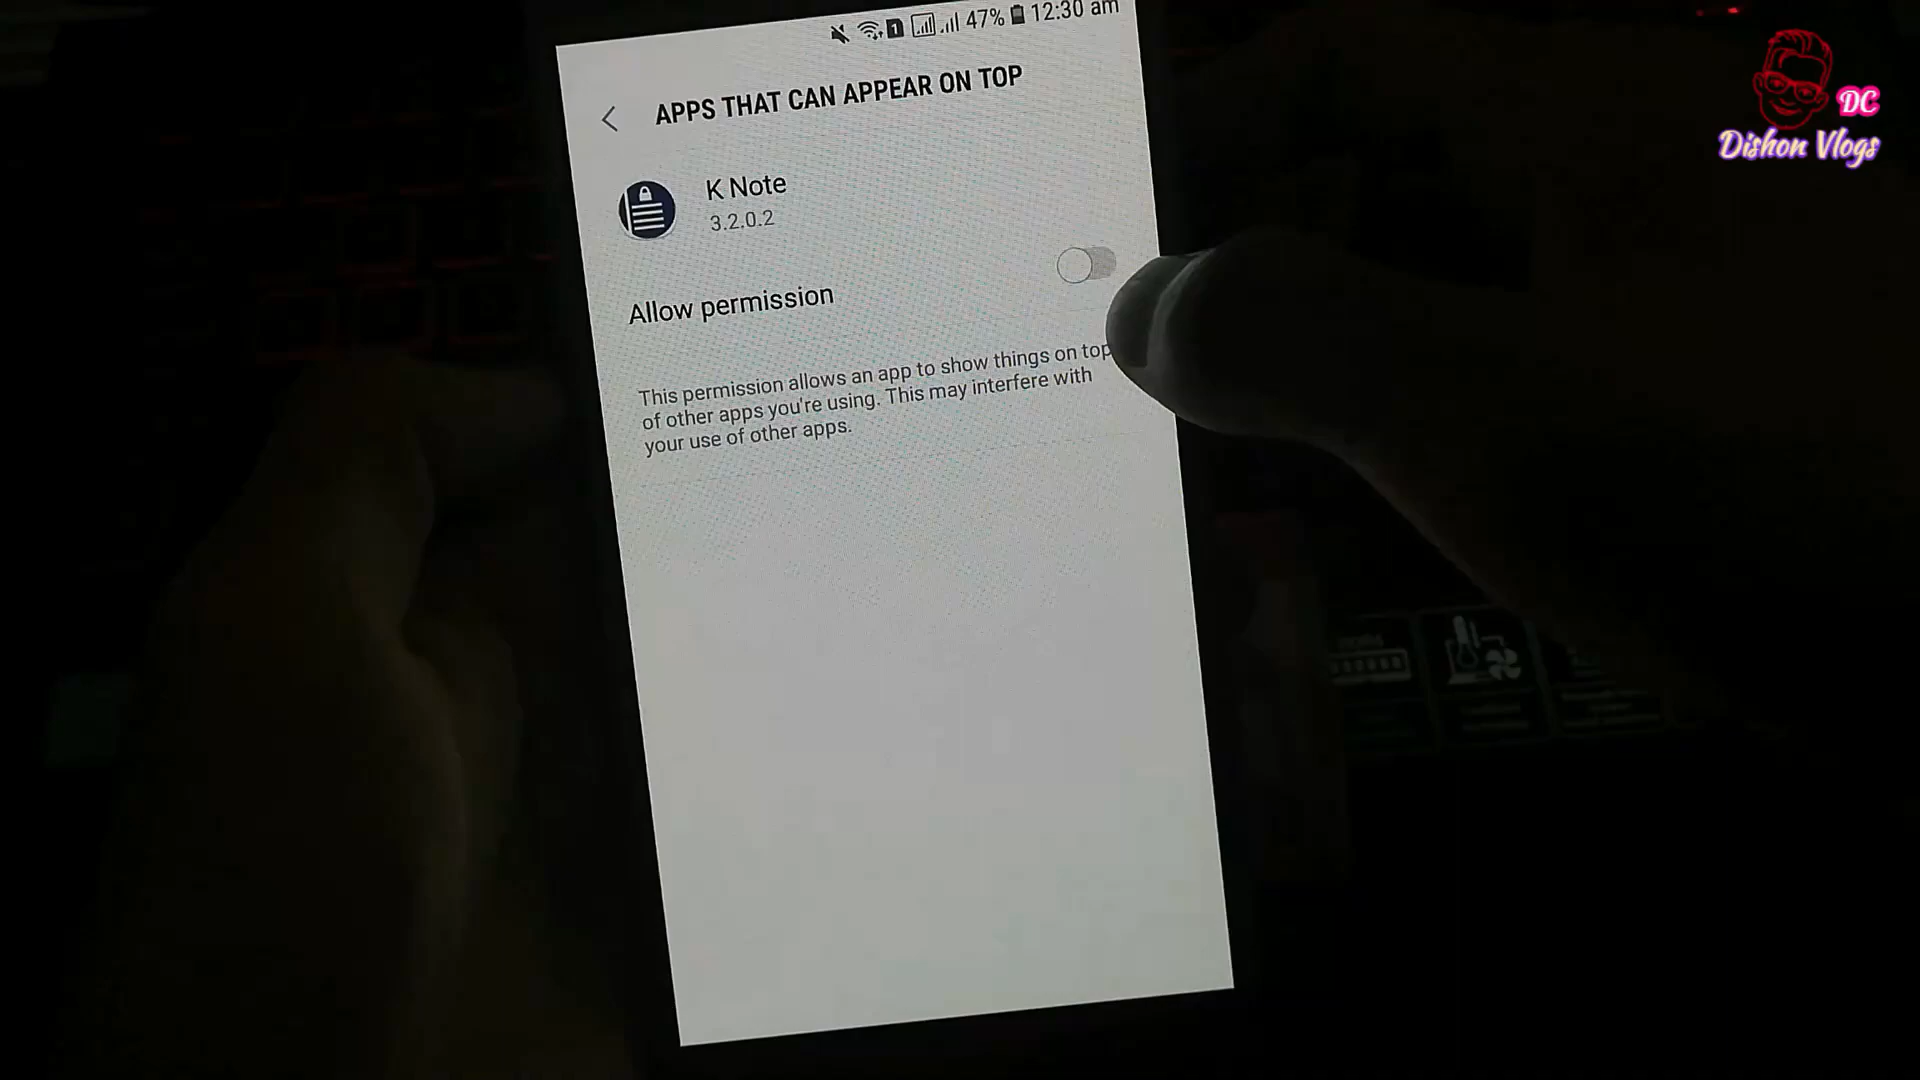 1
47%
12:30 am
APPS THAT CAN APPEAR ON TOP
K Note
3.2.0.2
Allow permission
This permission allows an app to show things on top
of other apps you're using. This may interfere with
your use of other apps.
DC
Dishon Vlogs